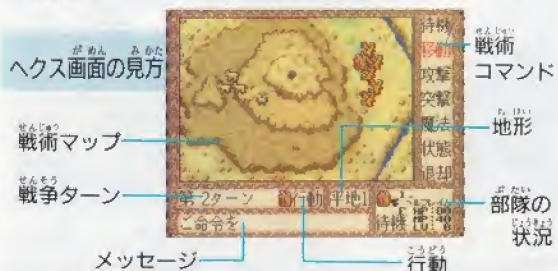 ヘクス画面の見方
戦術マップ
戦争ターン
メッセージ
待機
移動
攻撃
突撃
魔法
状態
退却
第 2ターン
行動
平地1
ご命令を
待機
戦術
コマンド
地形
部隊の
状況
行動